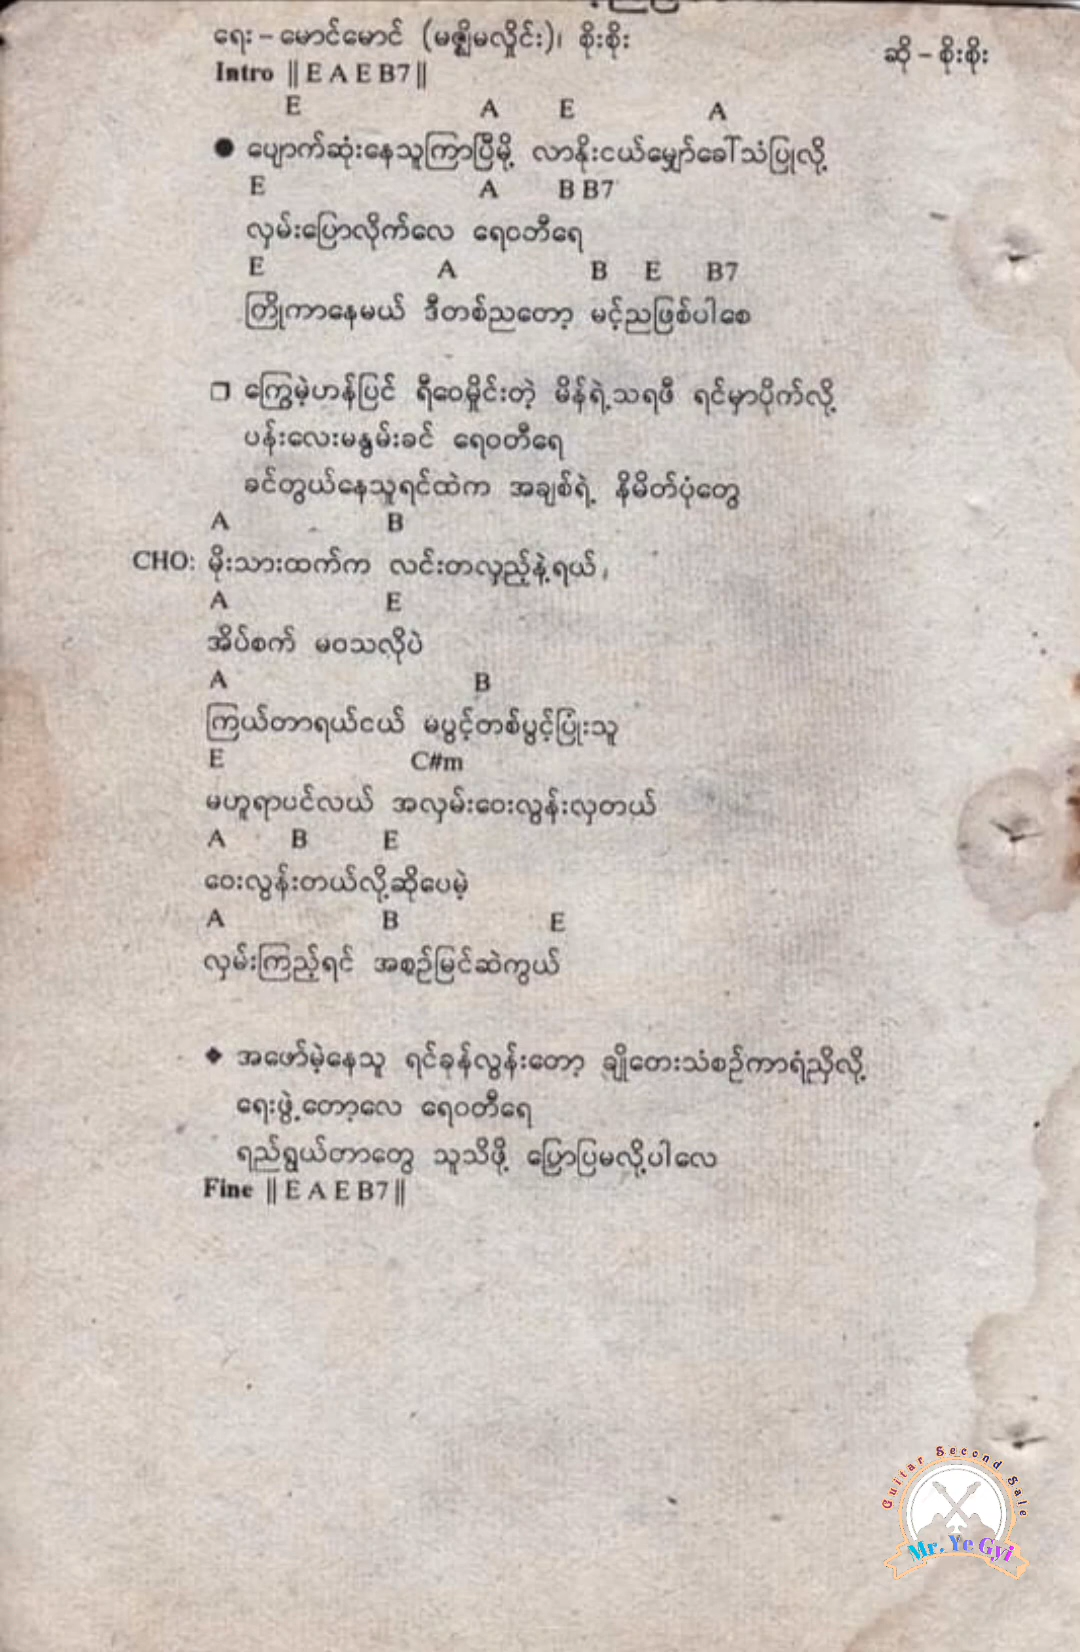 ရေး – မောင်မောင် (မဇ္ဈိမလှိုင်း)၊ စိုးစိုး
ဆို – စိုးစိုး
Intro || E A E B7 ||
E A E A
● ပျောက်ဆုံးနေသူကြာပြီမို့ လာနိုးငယ်မျှော်ခေါ်သံပြုလို့
E A B B7
လှမ်းပြောလိုက်လေ ရေဝတီရေ
E A B E B7
တြိုကာနေမယ် ဒီတစ်ညတော့ မင့်ညဖြစ်ပါစေ
❒ ကြွေမဲ့ဟန်ပြင် ရီဝေမှိုင်းတဲ့ မိန်ရဲ့သရဖီ ရင်မှာပိုက်လို့
ပန်းလေးမနွမ်းခင် ရေဝတီရေ
ခင်တွယ်နေသူရင်ထဲက အချစ်ရဲ့ နိမိတ်ပုံတွေ
A B
CHO: မိုးသားထက်က လင်းတလှည့်နဲ့ရယ်၊
A E
အိပ်စက် မဝသလိုပဲ
A B
ကြယ်တာရယ်ငယ် မပွင့်တစ်ပွင့်ပြုံးသူ
E C#m
မဟူရာပင်လယ် အလှမ်းဝေးလွန်းလှတယ်
A B E
ဝေးလွန်းတယ်လို့ဆိုပေမဲ့
A B E
လှမ်းကြည့်ရင် အစဉ်မြင်ဆဲကွယ်
◆ အဖော်မဲ့နေသူ ရင်ခုန်လွန်းတော့ ချိုတေးသံစဉ်ကာရံညှိလို့
ရေးဖွဲ့တော့လေ ရေဝတီရေ
ရည်ရွယ်တာတွေ သူသိဖို့ ပြောပြမလို့ပါလေ
Fine || E A E B7 ||
Guitar Second Sale
Mr. Ye Gyi